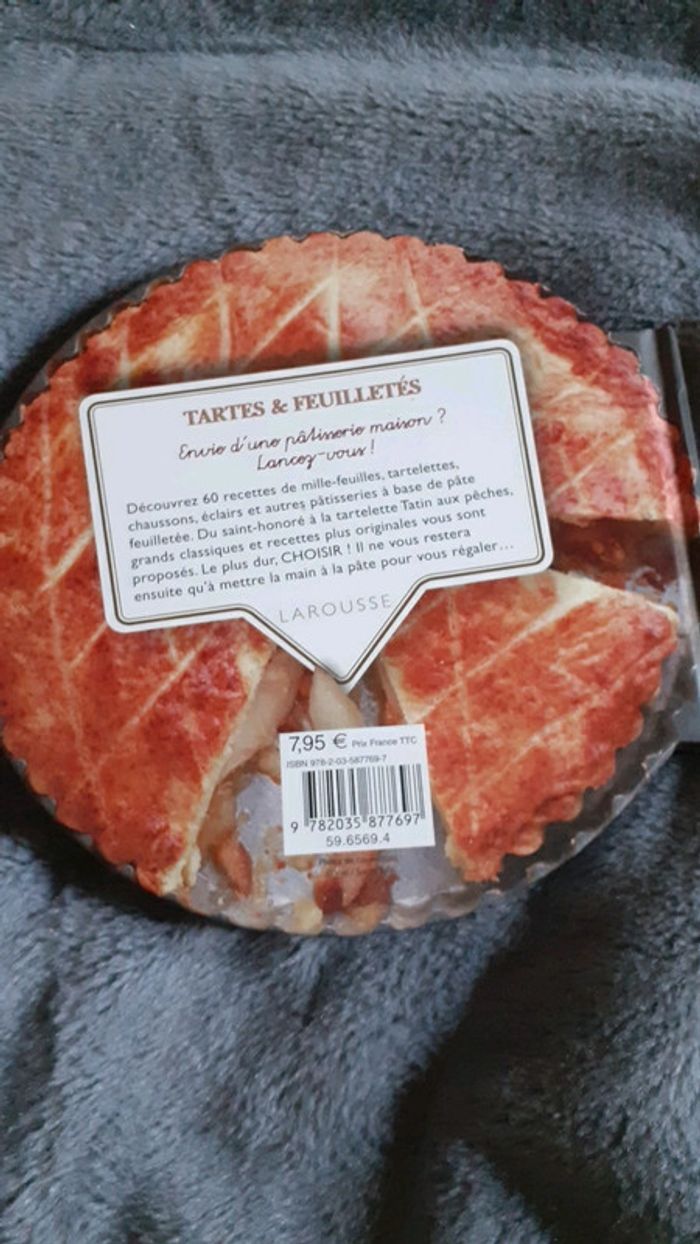 TARTES & FEUILLETÉS
Envie d'une pâtisserie maison ?
Lancez-vous !
Découvrez 60 recettes de mille-feuilles, tartelettes,
chaussons, éclairs et autres pâtisseries à base de pâte
feuilletée. Du saint-honoré à la tartelette Tatin aux pêches,
grands classiques et recettes plus originales vous sont
proposés. Le plus dur, CHOISIR ! Il ne vous restera
ensuite qu'à mettre la main à la pâte pour vous régaler...
LAROUSSE
7,95 € Prix France TTC
ISBN 978-2-03-587769-7
9 782035 877697
59.6569.4